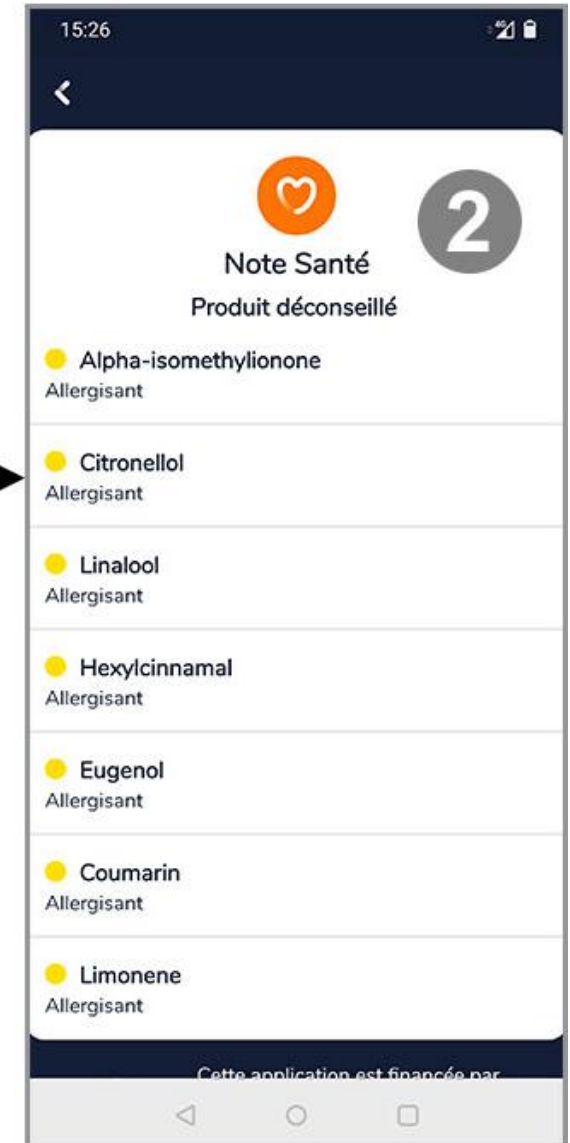 15:26
4G
2
Note Santé
Produit déconseillé
Alpha-isomethylionone
Allergisant
Citronellol
Allergisant
Linalool
Allergisant
Hexylcinnamal
Allergisant
Eugenol
Allergisant
Coumarin
Allergisant
Limonene
Allergisant
Cette application est financée par